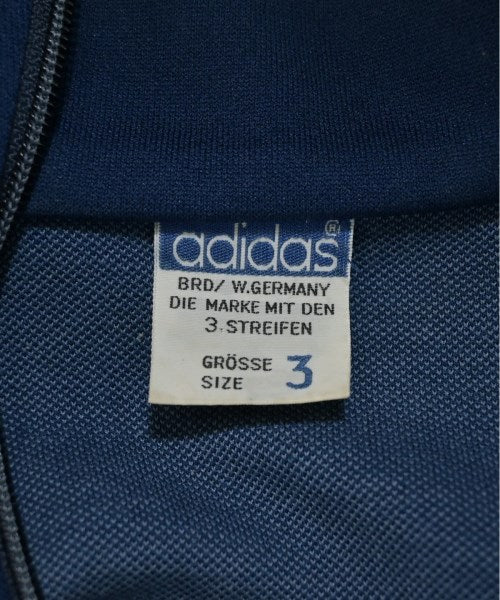 adidas®
BRD/ W.GERMANY
DIE MARKE MIT DEN
3 STREIFEN
GRÖSSE
SIZE 3